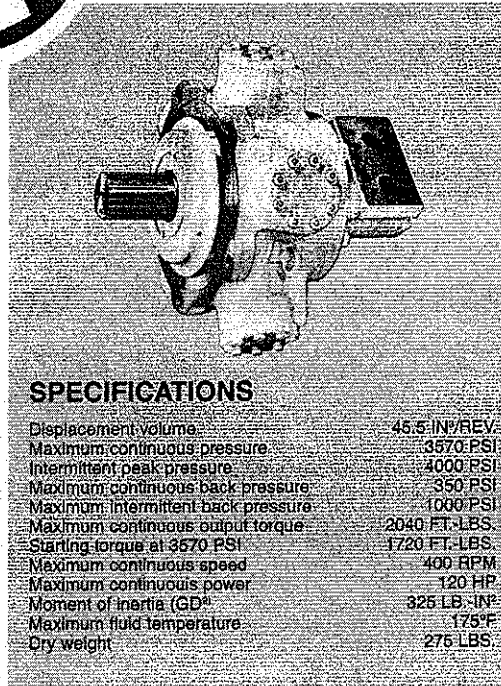 SPECIFICATIONS
Displacement volume 45.5 IN³/REV.
Maximum continuous pressure 3570 PSI
Intermittent peak pressure 4000 PSI
Maximum continuous back pressure 350 PSI
Maximum intermittent back pressure 1000 PSI
Maximum continuous output torque 2040 FT.-LBS.
Starting torque at 3570 PSI 1720 FT.-LBS.
Maximum continuous speed 400 RPM
Maximum continuouis power 120 HP
Moment of inertia (GD²) 325 LB.-IN²
Maximum fluid temperature 175°F
Dry weight 275 LBS.